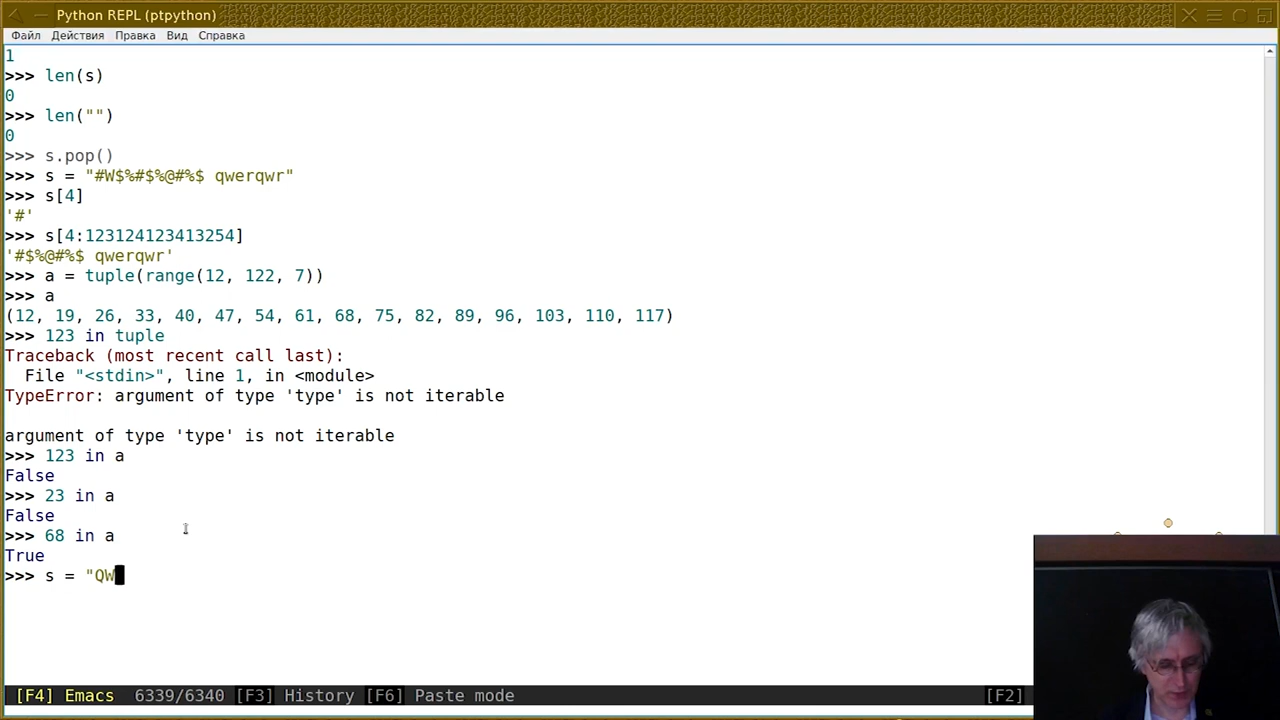 Python REPL (ptpython)
Файл Действия Правка Вид Справка
1
>>> len(s)
0
>>> len("")
0
>>> s.pop()
>>> s = "#W$%#$%@#%$ qwerqwr"
>>> s[4]
'#'
>>> s[4:123124123413254]
'#$%@#%$ qwerqwr'
>>> a = tuple(range(12, 122, 7))
>>> a
(12, 19, 26, 33, 40, 47, 54, 61, 68, 75, 82, 89, 96, 103, 110, 117)
>>> 123 in tuple
Traceback (most recent call last):
  File "<stdin>", line 1, in <module>
TypeError: argument of type 'type' is not iterable
argument of type 'type' is not iterable
>>> 123 in a
False
>>> 23 in a
False
>>> 68 in a
True
>>> s = "QW
[F4] Emacs 6339/6340 [F3] History [F6] Paste mode [F2]